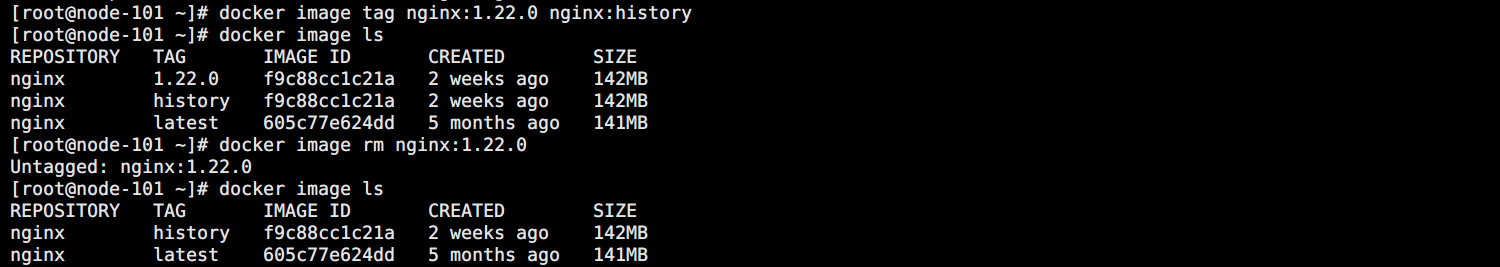 [root@node-101 ~]# docker image tag nginx:1.22.0 nginx:history
[root@node-101 ~]# docker image ls
REPOSITORY   TAG       IMAGE ID       CREATED        SIZE
nginx        1.22.0    f9c88cc1c21a   2 weeks ago    142MB
nginx        history   f9c88cc1c21a   2 weeks ago    142MB
nginx        latest    605c77e624dd   5 months ago   141MB
[root@node-101 ~]# docker image rm nginx:1.22.0
Untagged: nginx:1.22.0
[root@node-101 ~]# docker image ls
REPOSITORY   TAG       IMAGE ID       CREATED        SIZE
nginx        history   f9c88cc1c21a   2 weeks ago    142MB
nginx        latest    605c77e624dd   5 months ago   141MB